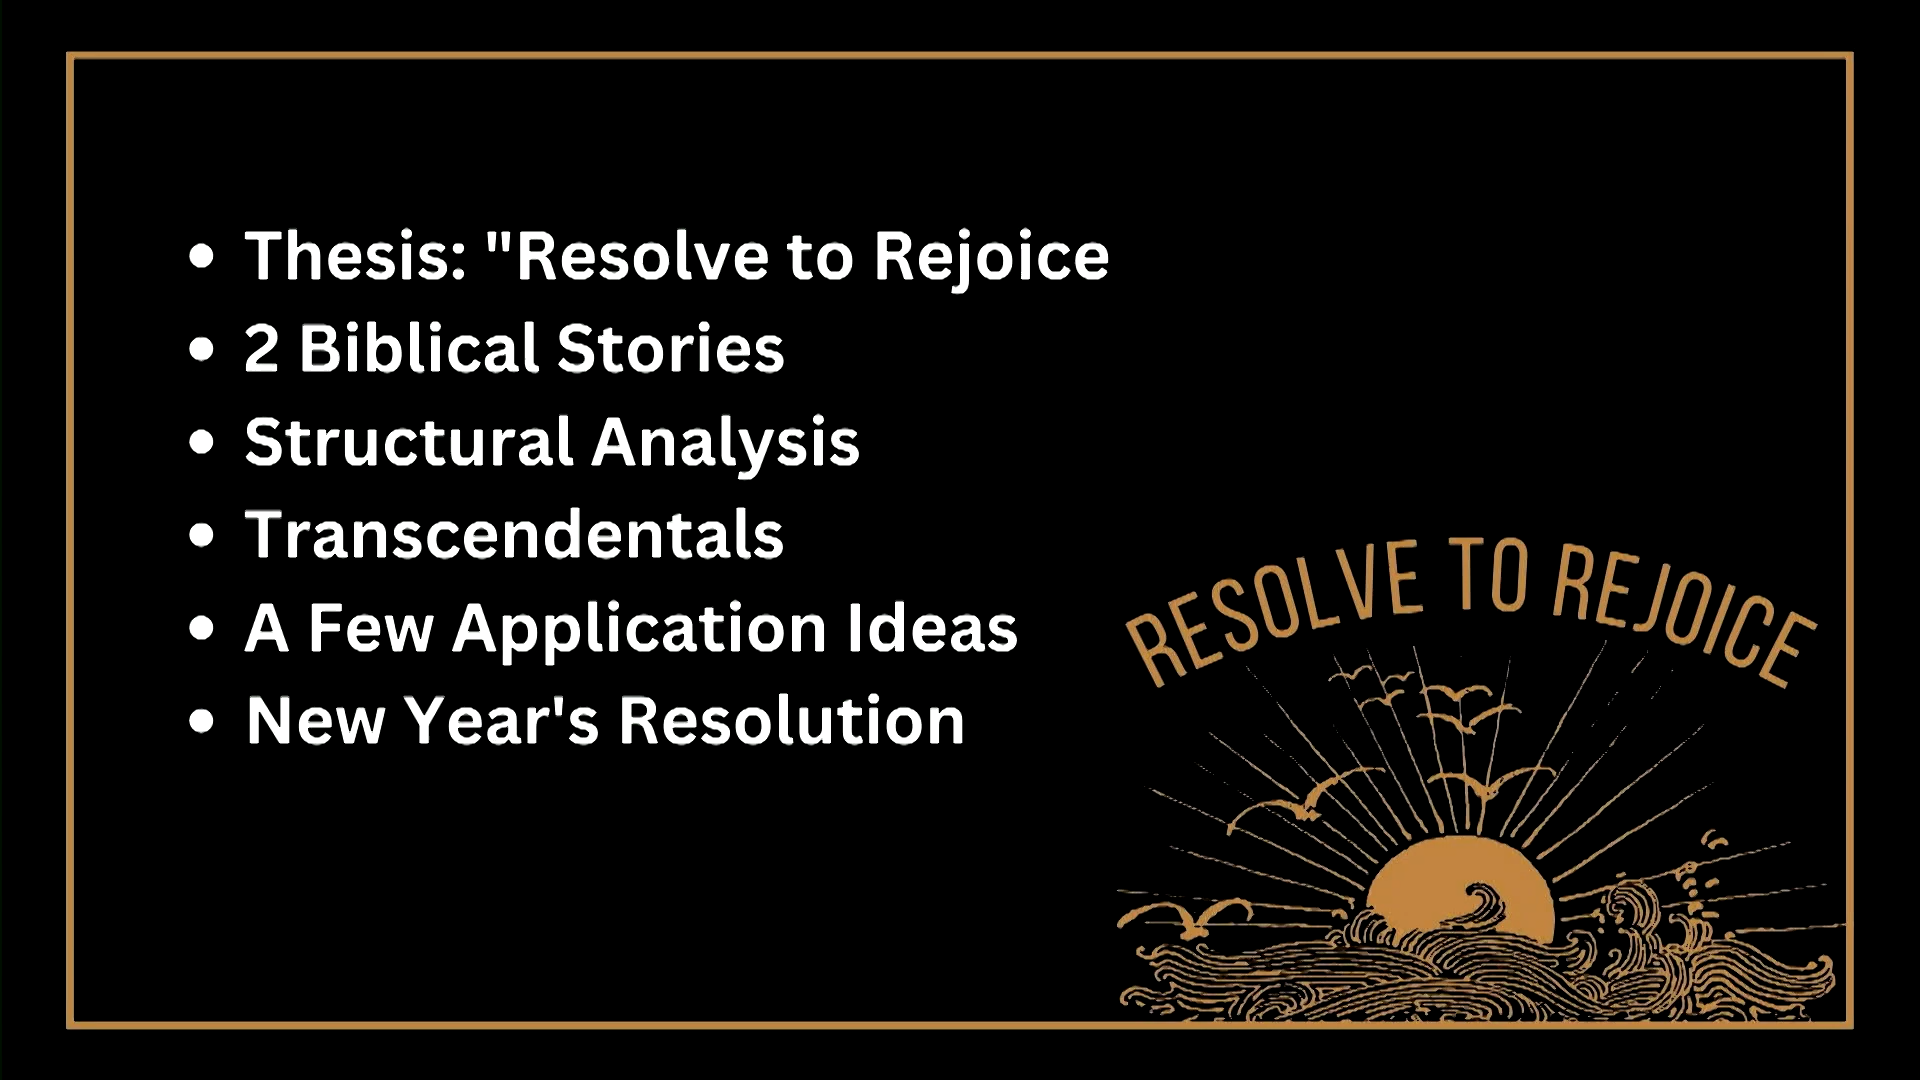 • Thesis: "Resolve to Rejoice
• 2 Biblical Stories
• Structural Analysis
• Transcendentals
• A Few Application Ideas
• New Year's Resolution
RESOLVE TO REJOICE